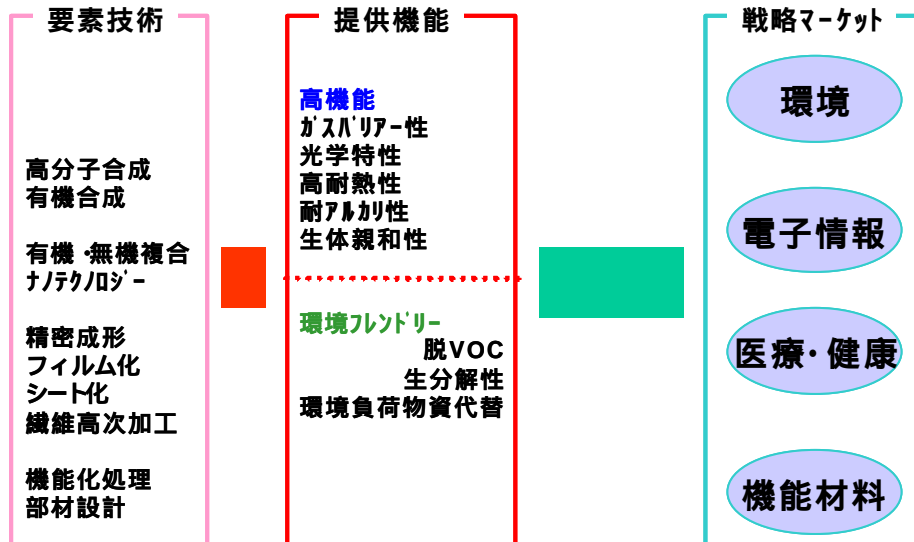 要素技術
高分子合成
有機合成
有機・無機複合
ナノテクノロジー
精密成形
フィルム化
シート化
繊維高次加工
機能化処理
部材設計
提供機能
高機能
ガスバリアー性
光学特性
高耐熱性
耐アルカリ性
生体親和性
環境フレンドリー
脱VOC
生分解性
環境負荷物資代替
戦略マーケット
環境
電子情報
医療・健康
機能材料